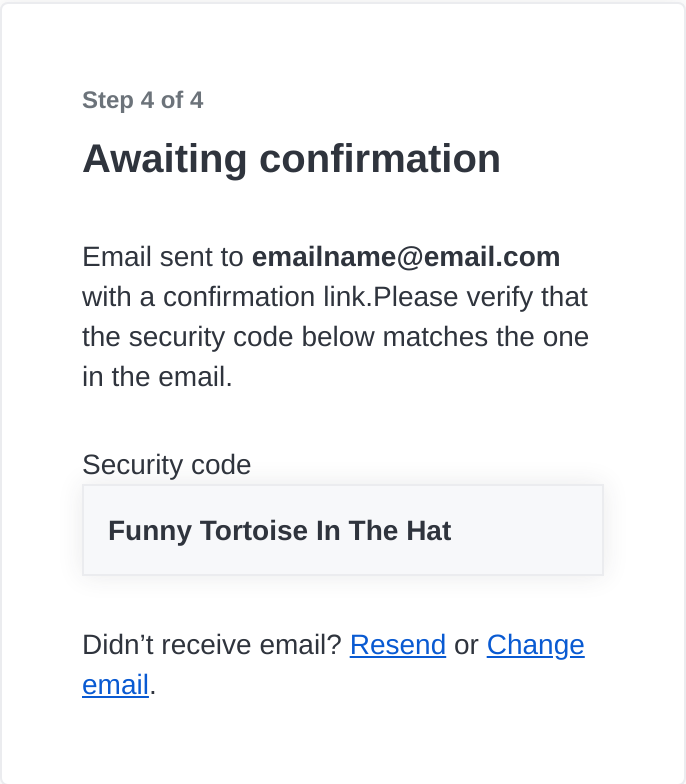 Step 4 of 4
Awaiting confirmation
Email sent to emailname@email.com
with a confirmation link.Please verify that
the security code below matches the one
in the email.
Security code
Funny Tortoise In The Hat
Didn’t receive email? Resend or Change
email.